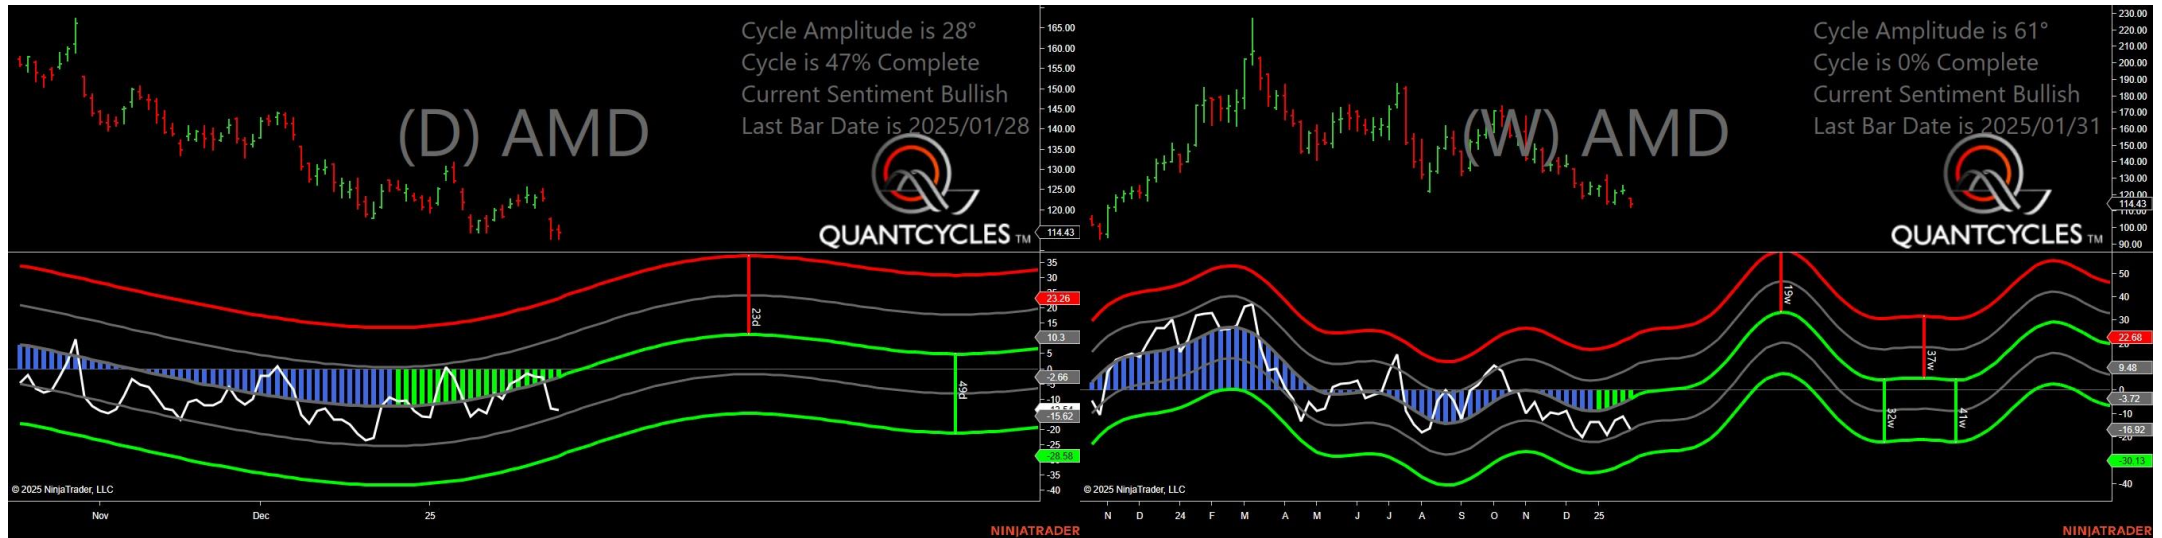 Cycle Amplitude is 28°
Cycle is 47% Complete
Current Sentiment Bullish
Last Bar Date is 2025/01/28
(D) AMD
QUANTCYCLES TM
165.00
160.00
155.00
150.00
145.00
140.00
135.00
130.00
125.00
120.00
114.43
35
30
23.26
20
15
10.3
5
0
-2.66
-5
-10
-15.62
-20
-25
-28.58
-35
-40
23d
49d
© 2025 NinjaTrader, LLC
Nov
Dec
25
NINJATRADER
Cycle Amplitude is 61°
Cycle is 0% Complete
Current Sentiment Bullish
Last Bar Date is 2025/01/31
(W) AMD
QUANTCYCLES TM
230.00
220.00
210.00
200.00
190.00
180.00
170.00
160.00
150.00
140.00
130.00
120.00
114.43
110.00
100.00
90.00
50
40
30
22.68
20
9.48
0
-3.72
-10
-16.92
-20
-30.13
-40
19w
37w
32w
41w
© 2025 NinjaTrader, LLC
N D 24 F M A M J J A S O N D 25
NINJATRADER